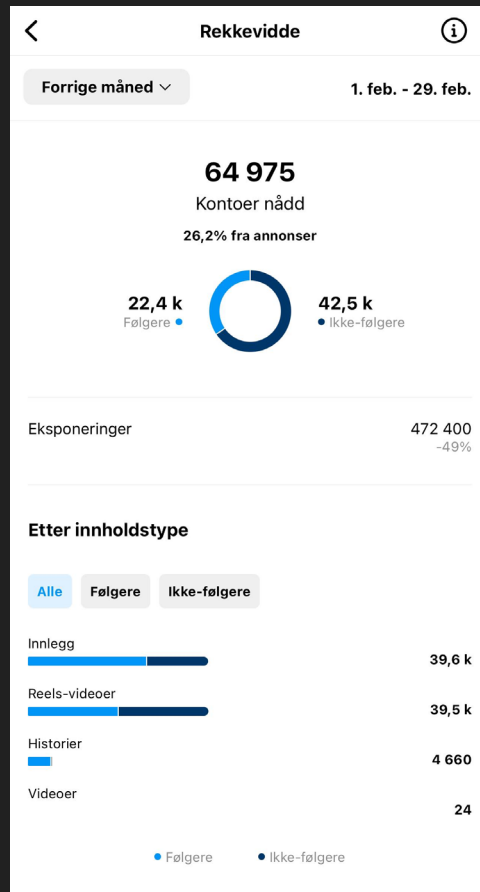 Rekkevidde
Forrige måned
1. feb. - 29. feb.
64 975
Kontoer nådd
26,2% fra annonser
22,4 k
Følgere
42,5 k
Ikke-følgere
Eksponeringer
472 400
-49%
Etter innholdstype
Alle
Følgere
Ikke-følgere
Innlegg
39,6 k
Reels-videoer
39,5 k
Historier
4 660
Videoer
24
Følgere
Ikke-følgere